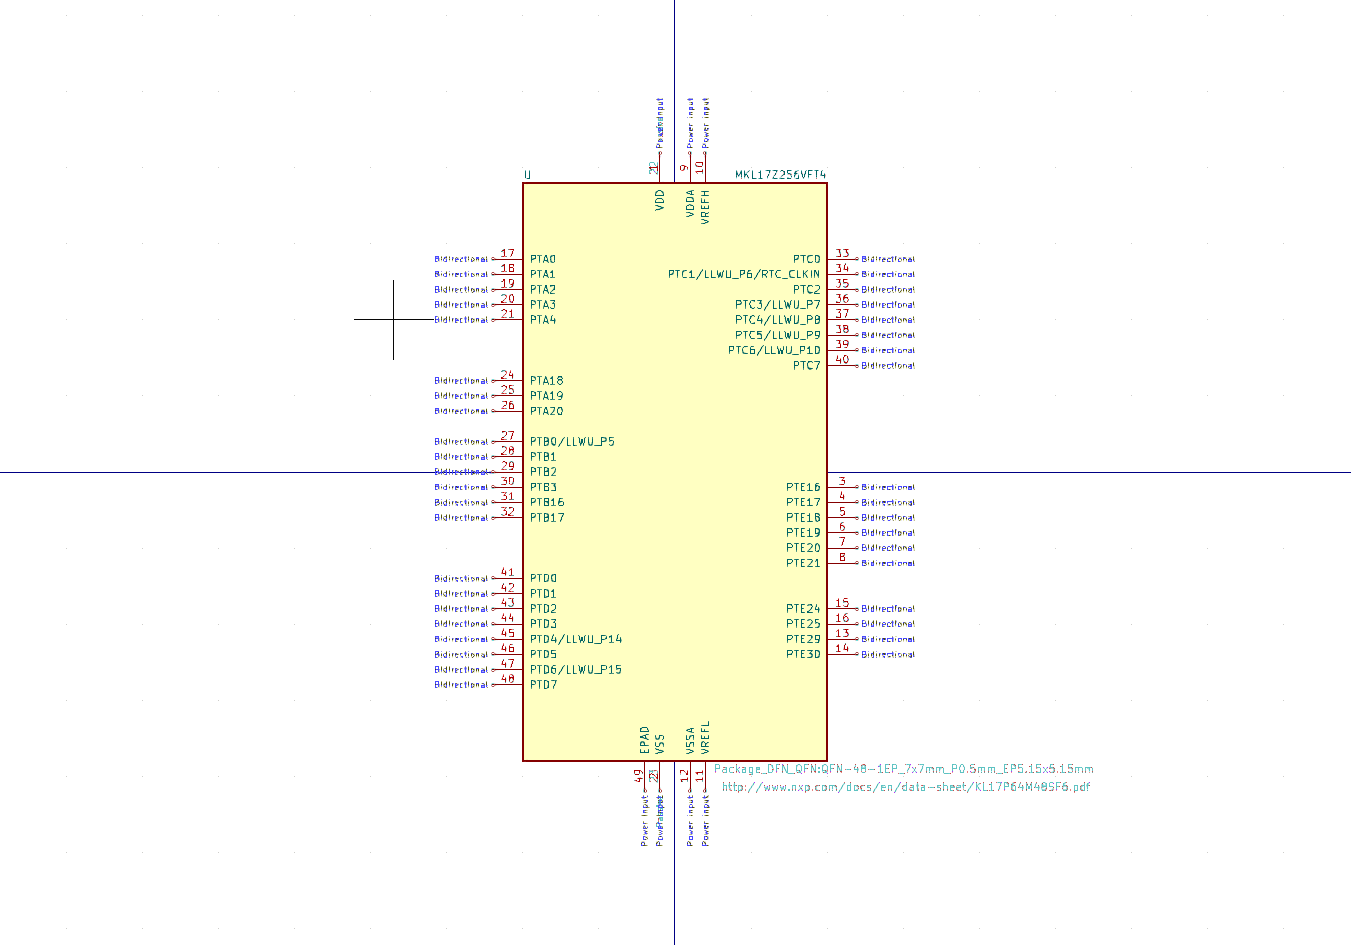 Power input
Power input
Power input
9
10
U
MKL17Z256VFT4
VDD
VDDA
VREFH
Bidirectional 17 PTA0
PTC0 33 Bidirectional
Bidirectional 18 PTA1
PTC1/LLWU_P6/RTC_CLKIN 34 Bidirectional
Bidirectional 19 PTA2
PTC2 35 Bidirectional
Bidirectional 20 PTA3
PTC3/LLWU_P7 36 Bidirectional
Bidirectional 21 PTA4
PTC4/LLWU_P8 37 Bidirectional
PTC5/LLWU_P9 38 Bidirectional
PTC6/LLWU_P10 39 Bidirectional
PTC7 40 Bidirectional
Bidirectional 24 PTA18
Bidirectional 25 PTA19
Bidirectional 26 PTA20
Bidirectional 27 PTB0/LLWU_P5
Bidirectional 28 PTB1
Bidirectional 29 PTB2
Bidirectional 30 PTB3
PTE16 3 Bidirectional
Bidirectional 31 PTB16
PTE17 4 Bidirectional
Bidirectional 32 PTB17
PTE18 5 Bidirectional
PTE19 6 Bidirectional
PTE20 7 Bidirectional
PTE21 8 Bidirectional
Bidirectional 41 PTD0
Bidirectional 42 PTD1
Bidirectional 43 PTD2
PTE24 15 Bidirectional
Bidirectional 44 PTD3
PTE25 16 Bidirectional
Bidirectional 45 PTD4/LLWU_P14
PTE29 13 Bidirectional
Bidirectional 46 PTD5
PTE30 14 Bidirectional
Bidirectional 47 PTD6/LLWU_P15
Bidirectional 48 PTD7
EPAD
VSS
VSSA
VREFL
49
12
11
Package_DFN_QFN:QFN-48-1EP_7x7mm_P0.5mm_EP5.15x5.15mm
http://www.nxp.com/docs/en/data-sheet/KL17P64M48SF6.pdf
Power input
Power input
Power input